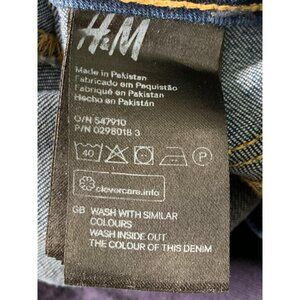 H&M
Made in Pakistan
Fabricado em Paquistão
Fabriqué en Pakistan
Hecho en Pakistán
O/N 547910
P/N 0298018 3
40 P
clevercare.info
GB WASH WITH SIMILAR
COLOURS
WASH INSIDE OUT
THE COLOUR OF THIS DENIM